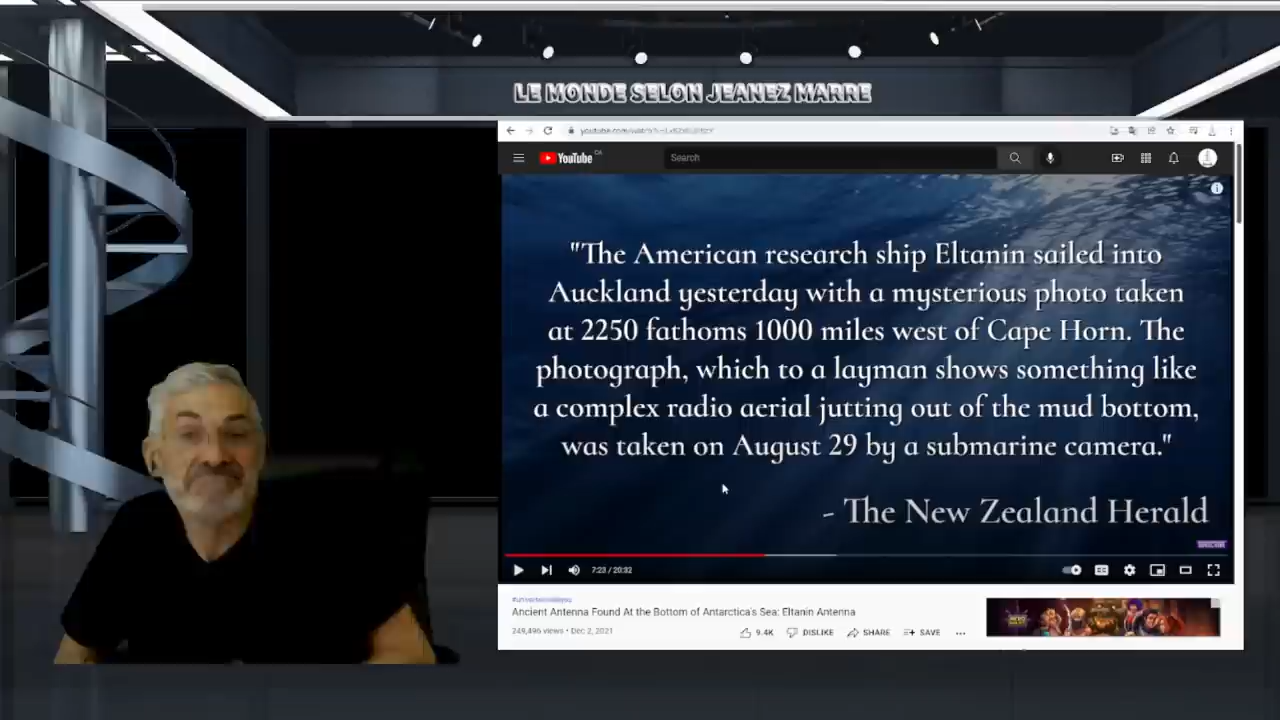 LE MONDE SELON JEANEZ MARRE
YouTube CA
Search
"The American research ship Eltanin sailed into
Auckland yesterday with a mysterious photo taken
at 2250 fathoms 1000 miles west of Cape Horn. The
photograph, which to a layman shows something like
a complex radio aerial jutting out of the mud bottom,
was taken on August 29 by a submarine camera."
- The New Zealand Herald
SUBSCRIBE
7:23 / 20:32
Ancient Antenna Found At the Bottom of Antarctica's Sea: Eltanin Antenna
249,496 views • Dec 2, 2021
9.4K DISLIKE SHARE SAVE